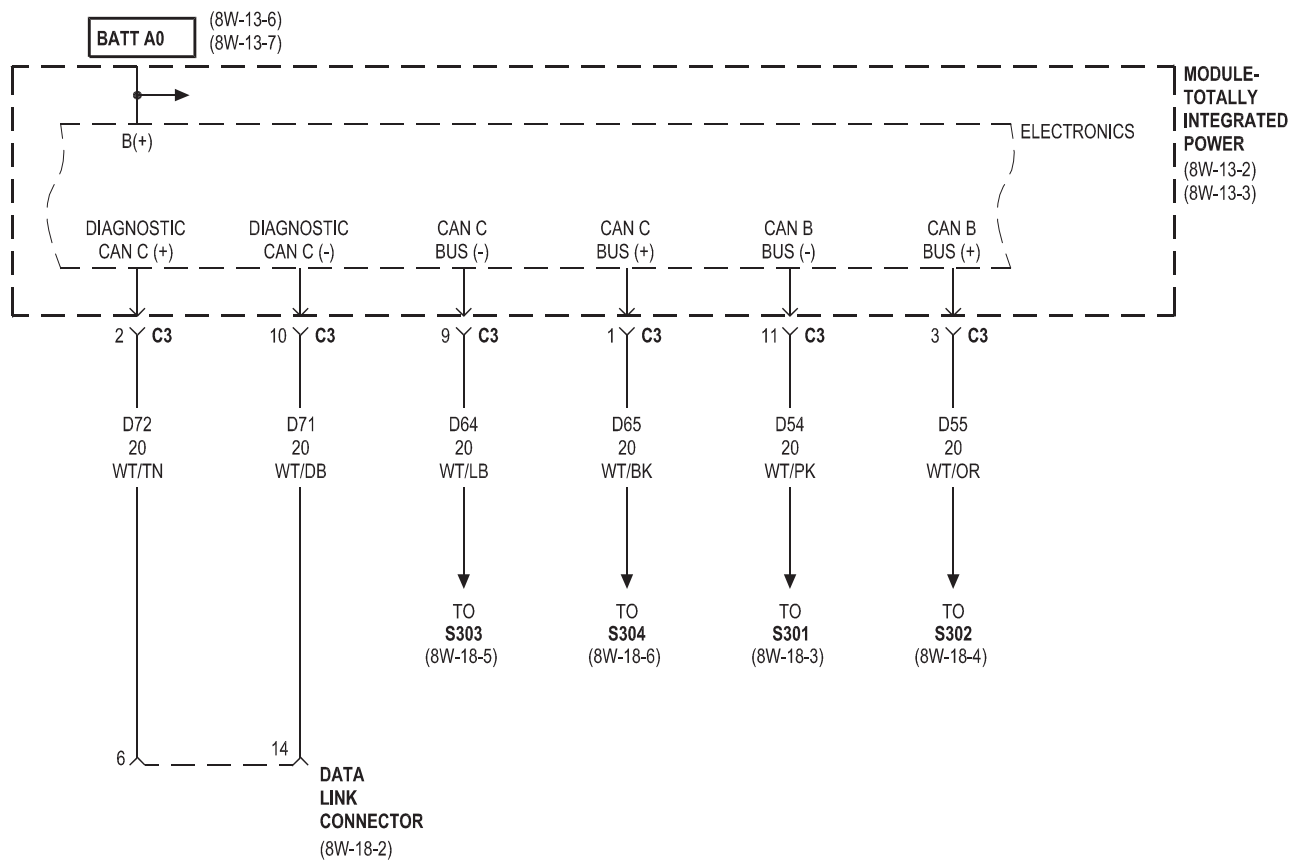 BATT A0
(8W-13-6)
(8W-13-7)
MODULE-
TOTALLY
INTEGRATED
POWER
(8W-13-2)
(8W-13-3)
B(+)
ELECTRONICS
DIAGNOSTIC
CAN C (+)
DIAGNOSTIC
CAN C (-)
CAN C
BUS (-)
CAN C
BUS (+)
CAN B
BUS (-)
CAN B
BUS (+)
2 C3
10 C3
9 C3
1 C3
11 C3
3 C3
D72
20
WT/TN
D71
20
WT/DB
D64
20
WT/LB
D65
20
WT/BK
D54
20
WT/PK
D55
20
WT/OR
TO
S303
(8W-18-5)
TO
S304
(8W-18-6)
TO
S301
(8W-18-3)
TO
S302
(8W-18-4)
6
14
DATA
LINK
CONNECTOR
(8W-18-2)